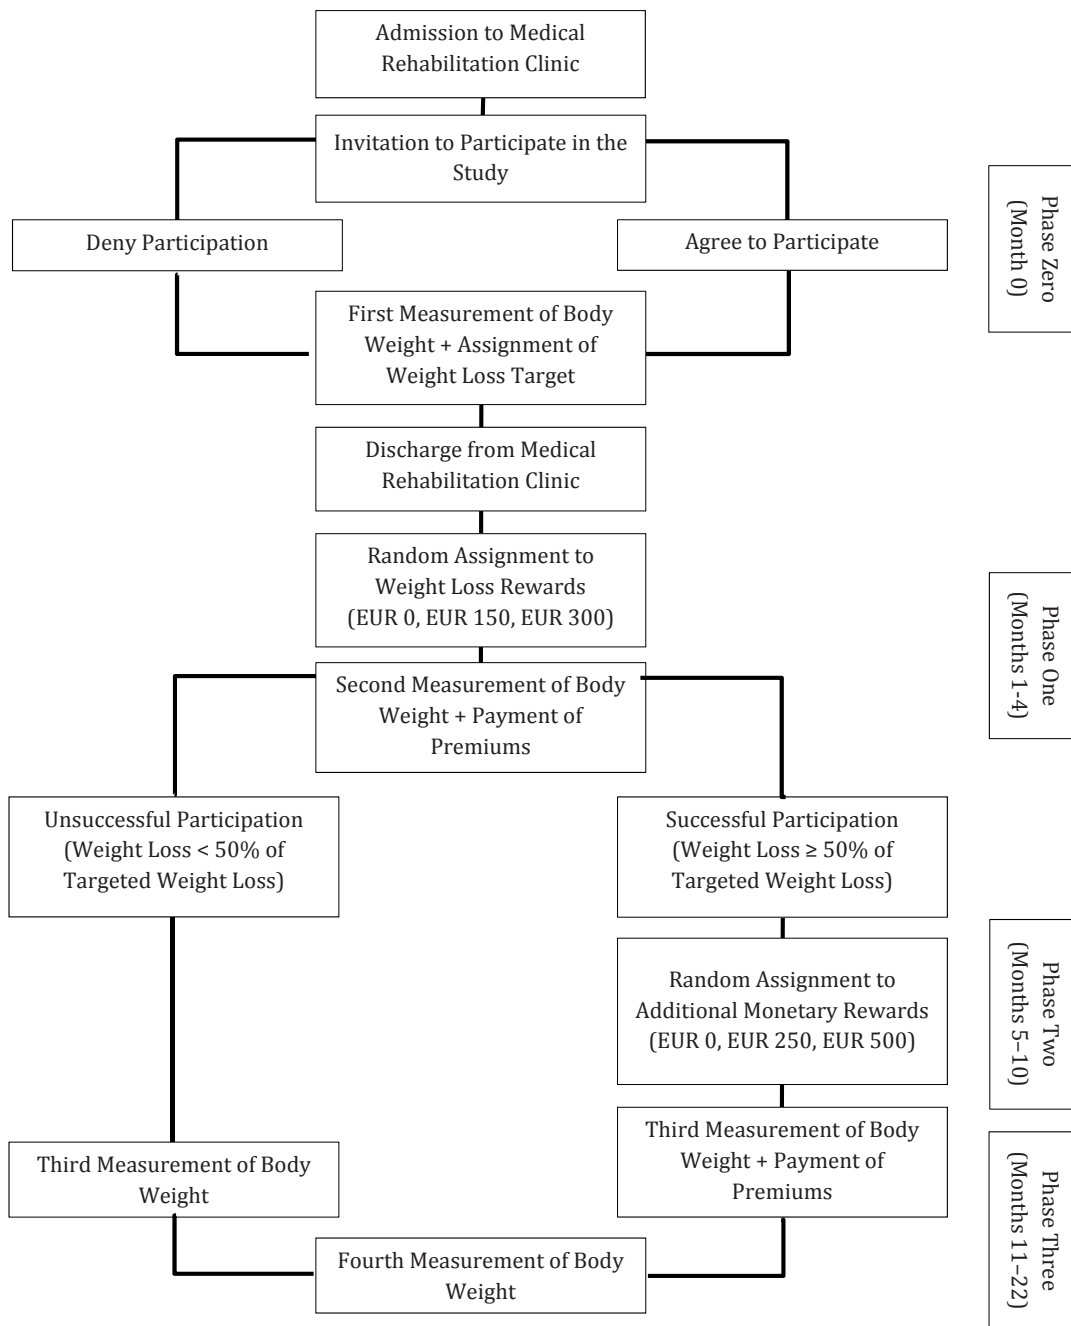 Admission to Medical
Rehabilitation Clinic
Invitation to Participate in the
Study
Deny Participation
Agree to Participate
Phase Zero
(Month 0)
First Measurement of Body
Weight + Assignment of
Weight Loss Target
Discharge from Medical
Rehabilitation Clinic
Random Assignment to
Weight Loss Rewards
(EUR 0, EUR 150, EUR 300)
Phase One
(Months 1-4)
Second Measurement of Body
Weight + Payment of
Premiums
Unsuccessful Participation
(Weight Loss < 50% of
Targeted Weight Loss)
Successful Participation
(Weight Loss ≥ 50% of
Targeted Weight Loss)
Random Assignment to
Additional Monetary Rewards
(EUR 0, EUR 250, EUR 500)
Phase Two
(Months 5–10)
Third Measurement of Body
Weight
Third Measurement of Body
Weight + Payment of
Premiums
Phase Three
(Months 11–22)
Fourth Measurement of Body
Weight